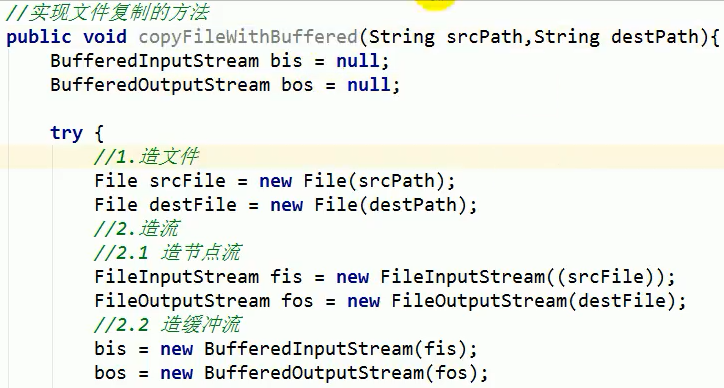 //实现文件复制的方法
public void copyFileWithBuffered(String srcPath,String destPath){
    BufferedInputStream bis = null;
    BufferedOutputStream bos = null;

    try {
        //1.造文件
        File srcFile = new File(srcPath);
        File destFile = new File(destPath);
        //2.造流
        //2.1 造节点流
        FileInputStream fis = new FileInputStream((srcFile));
        FileOutputStream fos = new FileOutputStream(destFile);
        //2.2 造缓冲流
        bis = new BufferedInputStream(fis);
        bos = new BufferedOutputStream(fos);